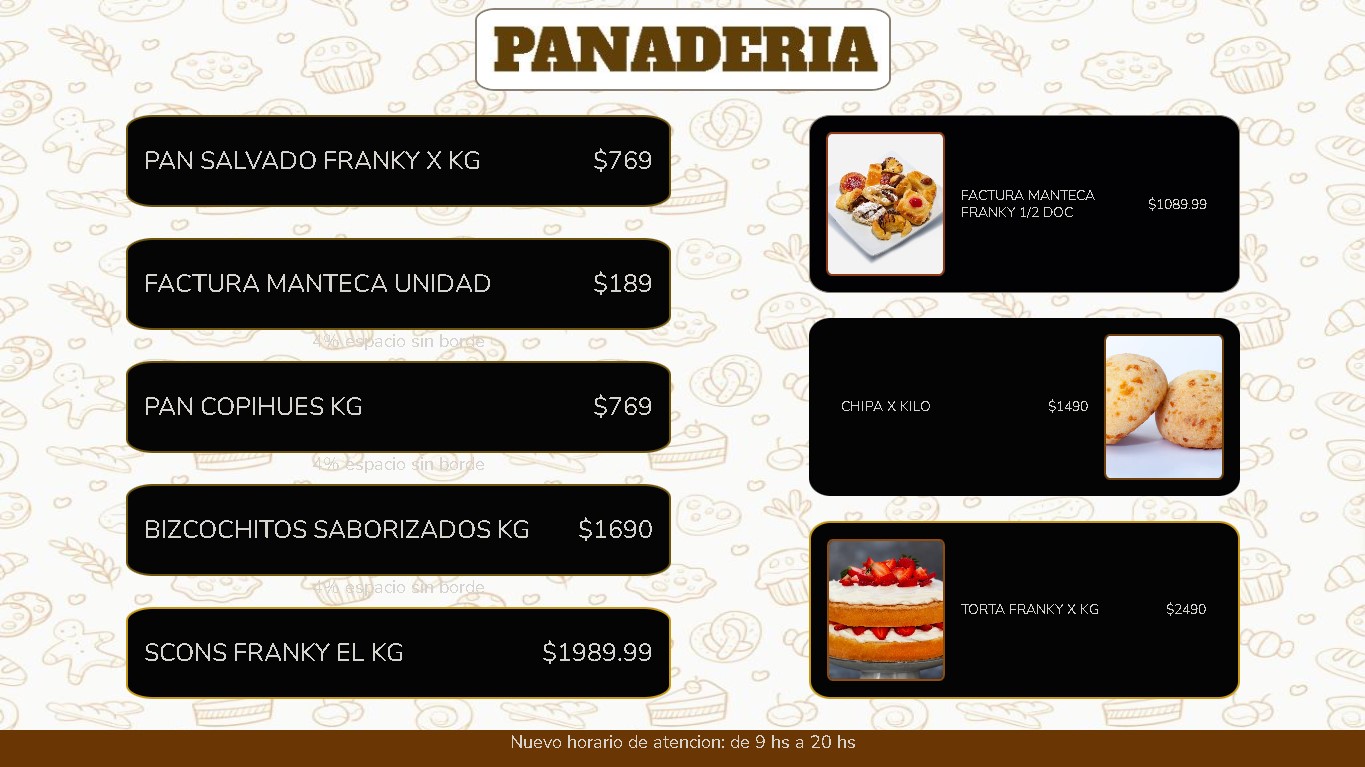 PANADERIA
PAN SALVADO FRANKY X KG $769
FACTURA MANTECA UNIDAD $189
4% espacio sin borde
PAN COPIHUES KG $769
4% espacio sin borde
BIZCOCHITOS SABORIZADOS KG $1690
4% espacio sin borde
SCONS FRANKY EL KG $1989.99
FACTURA MANTECA
FRANKY 1/2 DOC $1089.99
CHIPA X KILO $1490
TORTA FRANKY X KG $2490
Nuevo horario de atencion: de 9 hs a 20 hs